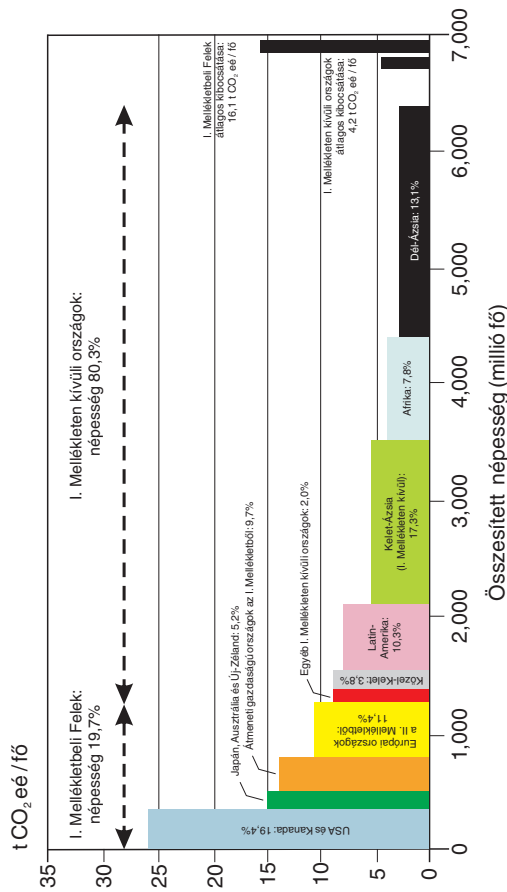 t CO₂ eé / fő
35
30
25
20
15
10
5
0
I. Mellékletbeli Felek:
népesség 19,7%
I. Mellékleten kívüli országok:
népesség 80,3%
I. Mellékletbeli Felek
átlagos kibocsátása:
16,1 t CO₂ eé / fő
I. Mellékleten kívüli országok
átlagos kibocsátása:
4,2 t CO₂ eé / fő
USA és Kanada: 19,4%
Japán, Ausztrália és Új-Zéland: 5,2%
Átmeneti gazdaságú országok az I. Mellékletből: 9,7%
Európai országok
a II. Mellékletből:
11,4%
Egyéb I. Mellékleten kívüli országok: 2,0%
Közel-Kelet: 3,8%
Latin-
Amerika:
10,3%
Kelet-Ázsia
(I. Mellékleten kívül):
17,3%
Afrika: 7,8%
Dél-Ázsia: 13,1%
0
1,000
2,000
3,000
4,000
5,000
6,000
7,000
Összesített népesség (millió fő)